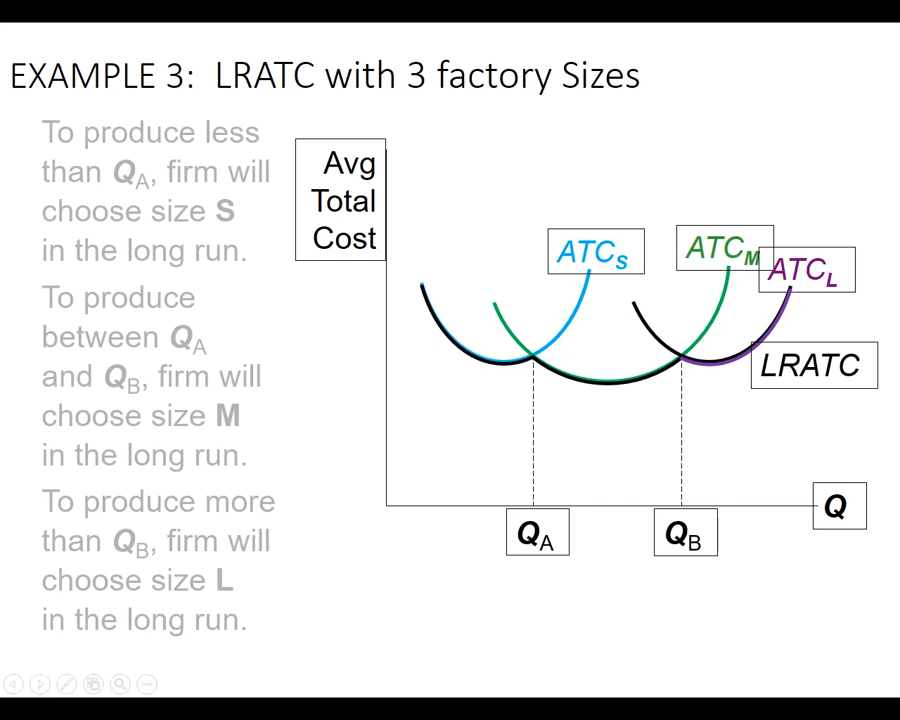 EXAMPLE 3: LRATC with 3 factory Sizes
To produce less
than QA, firm will
choose size S
in the long run.
To produce
between QA
and QB, firm will
choose size M
in the long run.
To produce more
than QB, firm will
choose size L
in the long run.
Avg
Total
Cost
ATCS
ATCM
ATCL
LRATC
Q
QA
QB